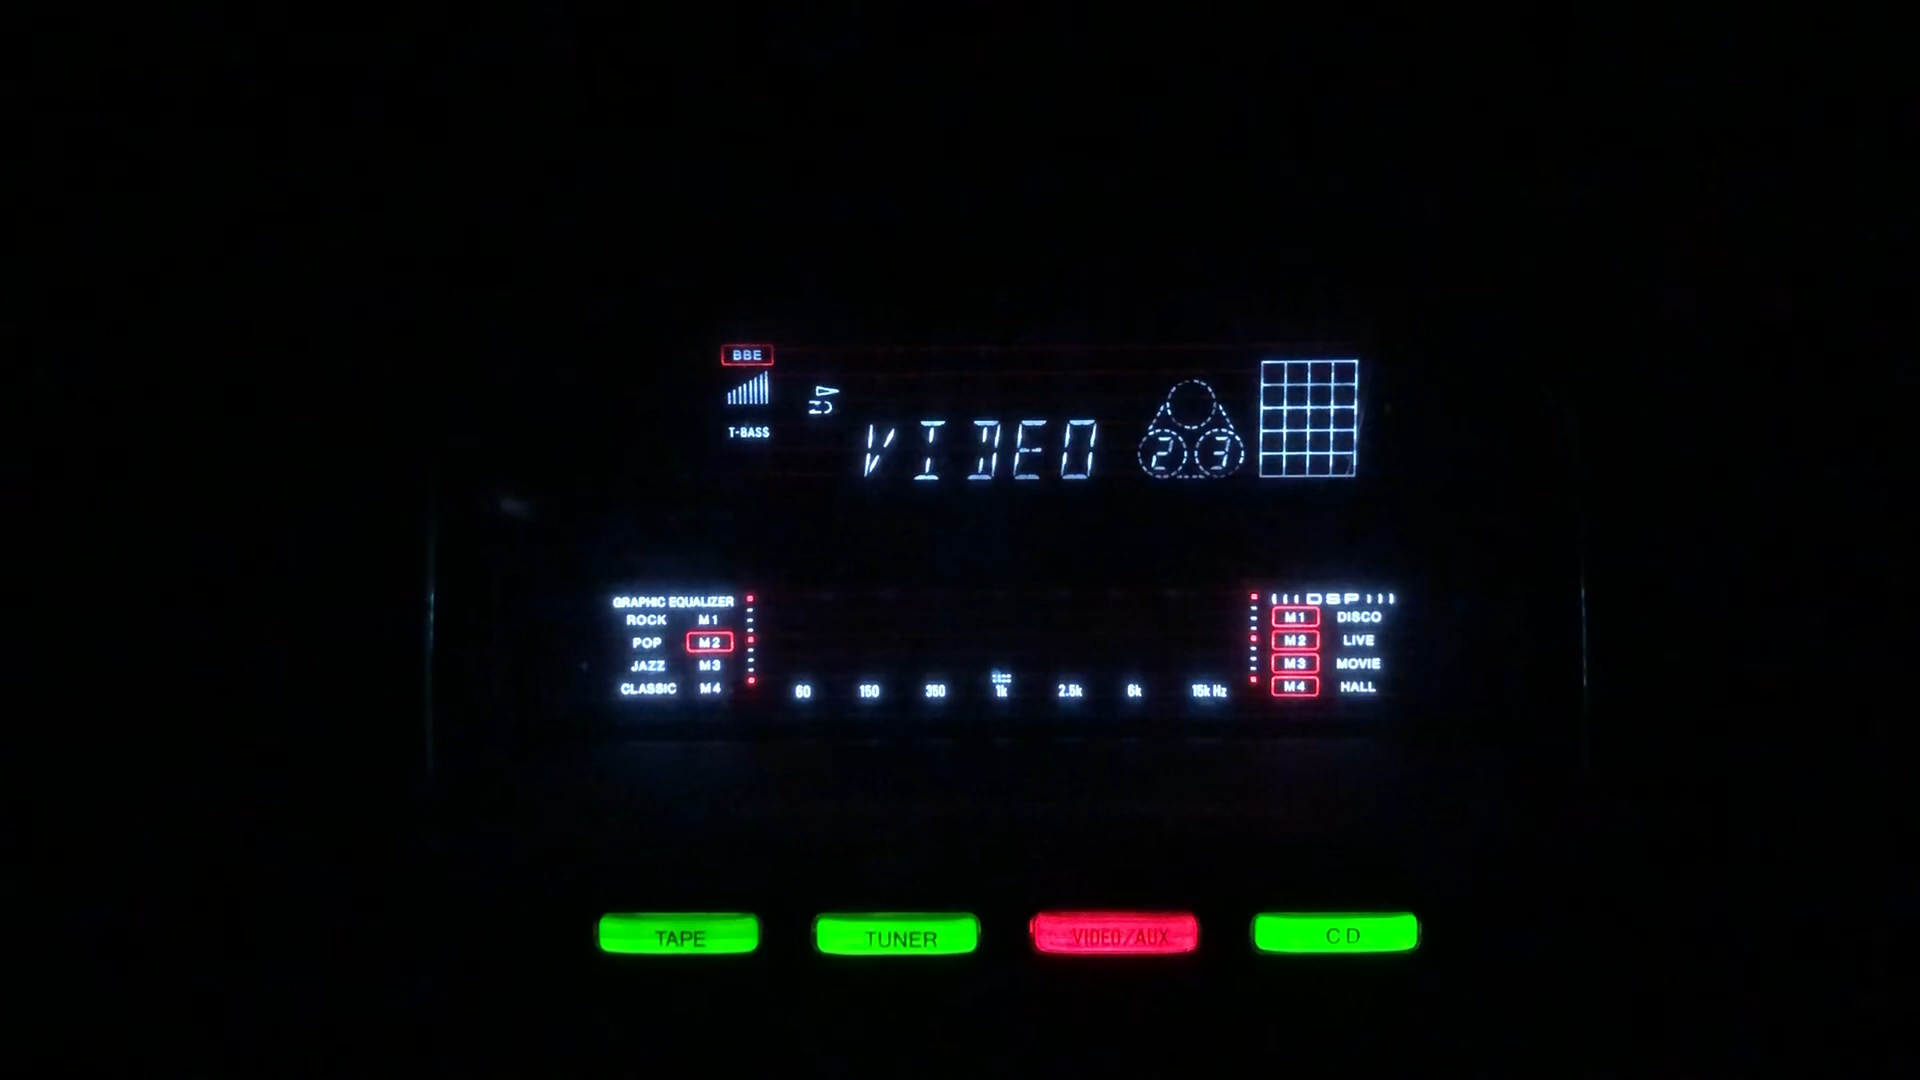 BBE
T-BASS
VIDEO
2 3
GRAPHIC EQUALIZER
ROCK M1
POP M2
JAZZ M3
CLASSIC M4
60 150 350 1k 2.5k 6k 15k Hz
DSP
M1 DISCO
M2 LIVE
M3 MOVIE
M4 HALL
TAPE TUNER VIDEO/AUX CD